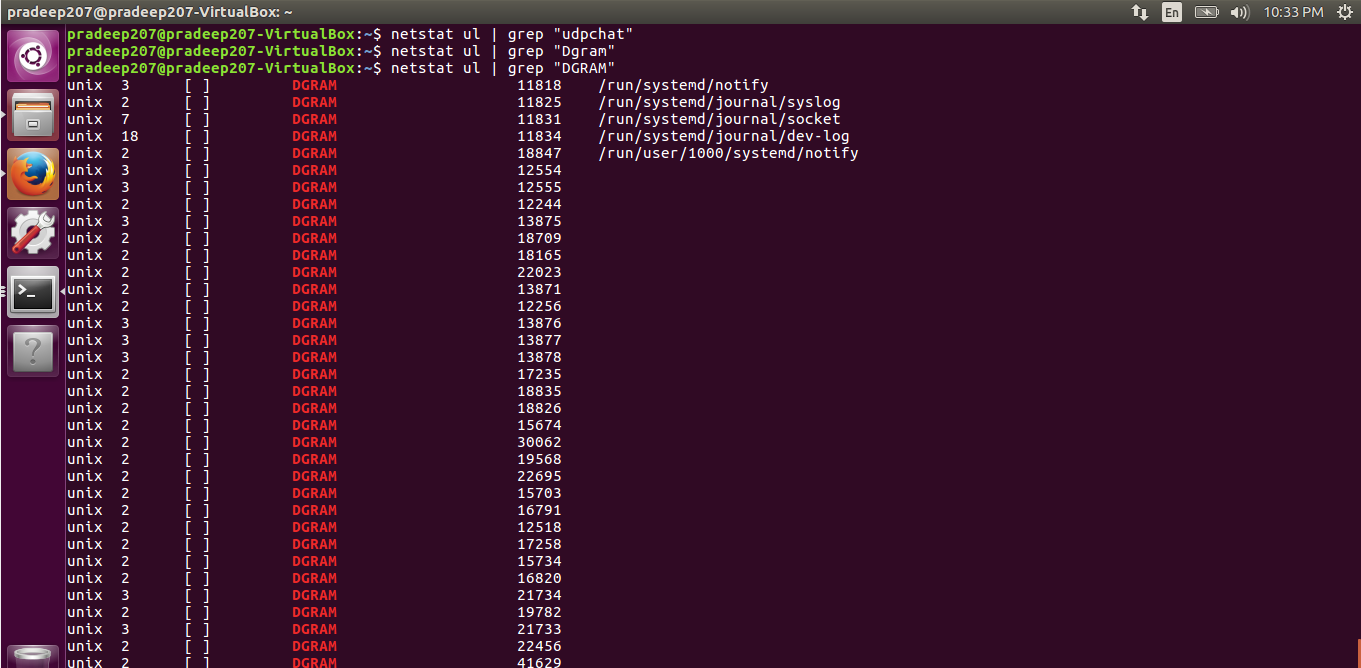 pradeep207@pradeep207-VirtualBox: ~ En 10:33 PM
pradeep207@pradeep207-VirtualBox:~$ netstat ul | grep "udpchat"
pradeep207@pradeep207-VirtualBox:~$ netstat ul | grep "Dgram"
pradeep207@pradeep207-VirtualBox:~$ netstat ul | grep "DGRAM"
unix 3 [ ] DGRAM 11818 /run/systemd/notify
unix 2 [ ] DGRAM 11825 /run/systemd/journal/syslog
unix 7 [ ] DGRAM 11831 /run/systemd/journal/socket
unix 18 [ ] DGRAM 11834 /run/systemd/journal/dev-log
unix 2 [ ] DGRAM 18847 /run/user/1000/systemd/notify
unix 3 [ ] DGRAM 12554
unix 3 [ ] DGRAM 12555
unix 2 [ ] DGRAM 12244
unix 3 [ ] DGRAM 13875
unix 2 [ ] DGRAM 18709
unix 2 [ ] DGRAM 18165
unix 2 [ ] DGRAM 22023
unix 2 [ ] DGRAM 13871
unix 2 [ ] DGRAM 12256
unix 3 [ ] DGRAM 13876
unix 3 [ ] DGRAM 13877
unix 3 [ ] DGRAM 13878
unix 2 [ ] DGRAM 17235
unix 2 [ ] DGRAM 18835
unix 2 [ ] DGRAM 18826
unix 2 [ ] DGRAM 15674
unix 2 [ ] DGRAM 30062
unix 2 [ ] DGRAM 19568
unix 2 [ ] DGRAM 22695
unix 2 [ ] DGRAM 15703
unix 2 [ ] DGRAM 16791
unix 2 [ ] DGRAM 12518
unix 2 [ ] DGRAM 17258
unix 2 [ ] DGRAM 15734
unix 2 [ ] DGRAM 16820
unix 3 [ ] DGRAM 21734
unix 2 [ ] DGRAM 19782
unix 3 [ ] DGRAM 21733
unix 2 [ ] DGRAM 22456
unix 2 [ ] DGRAM 41629